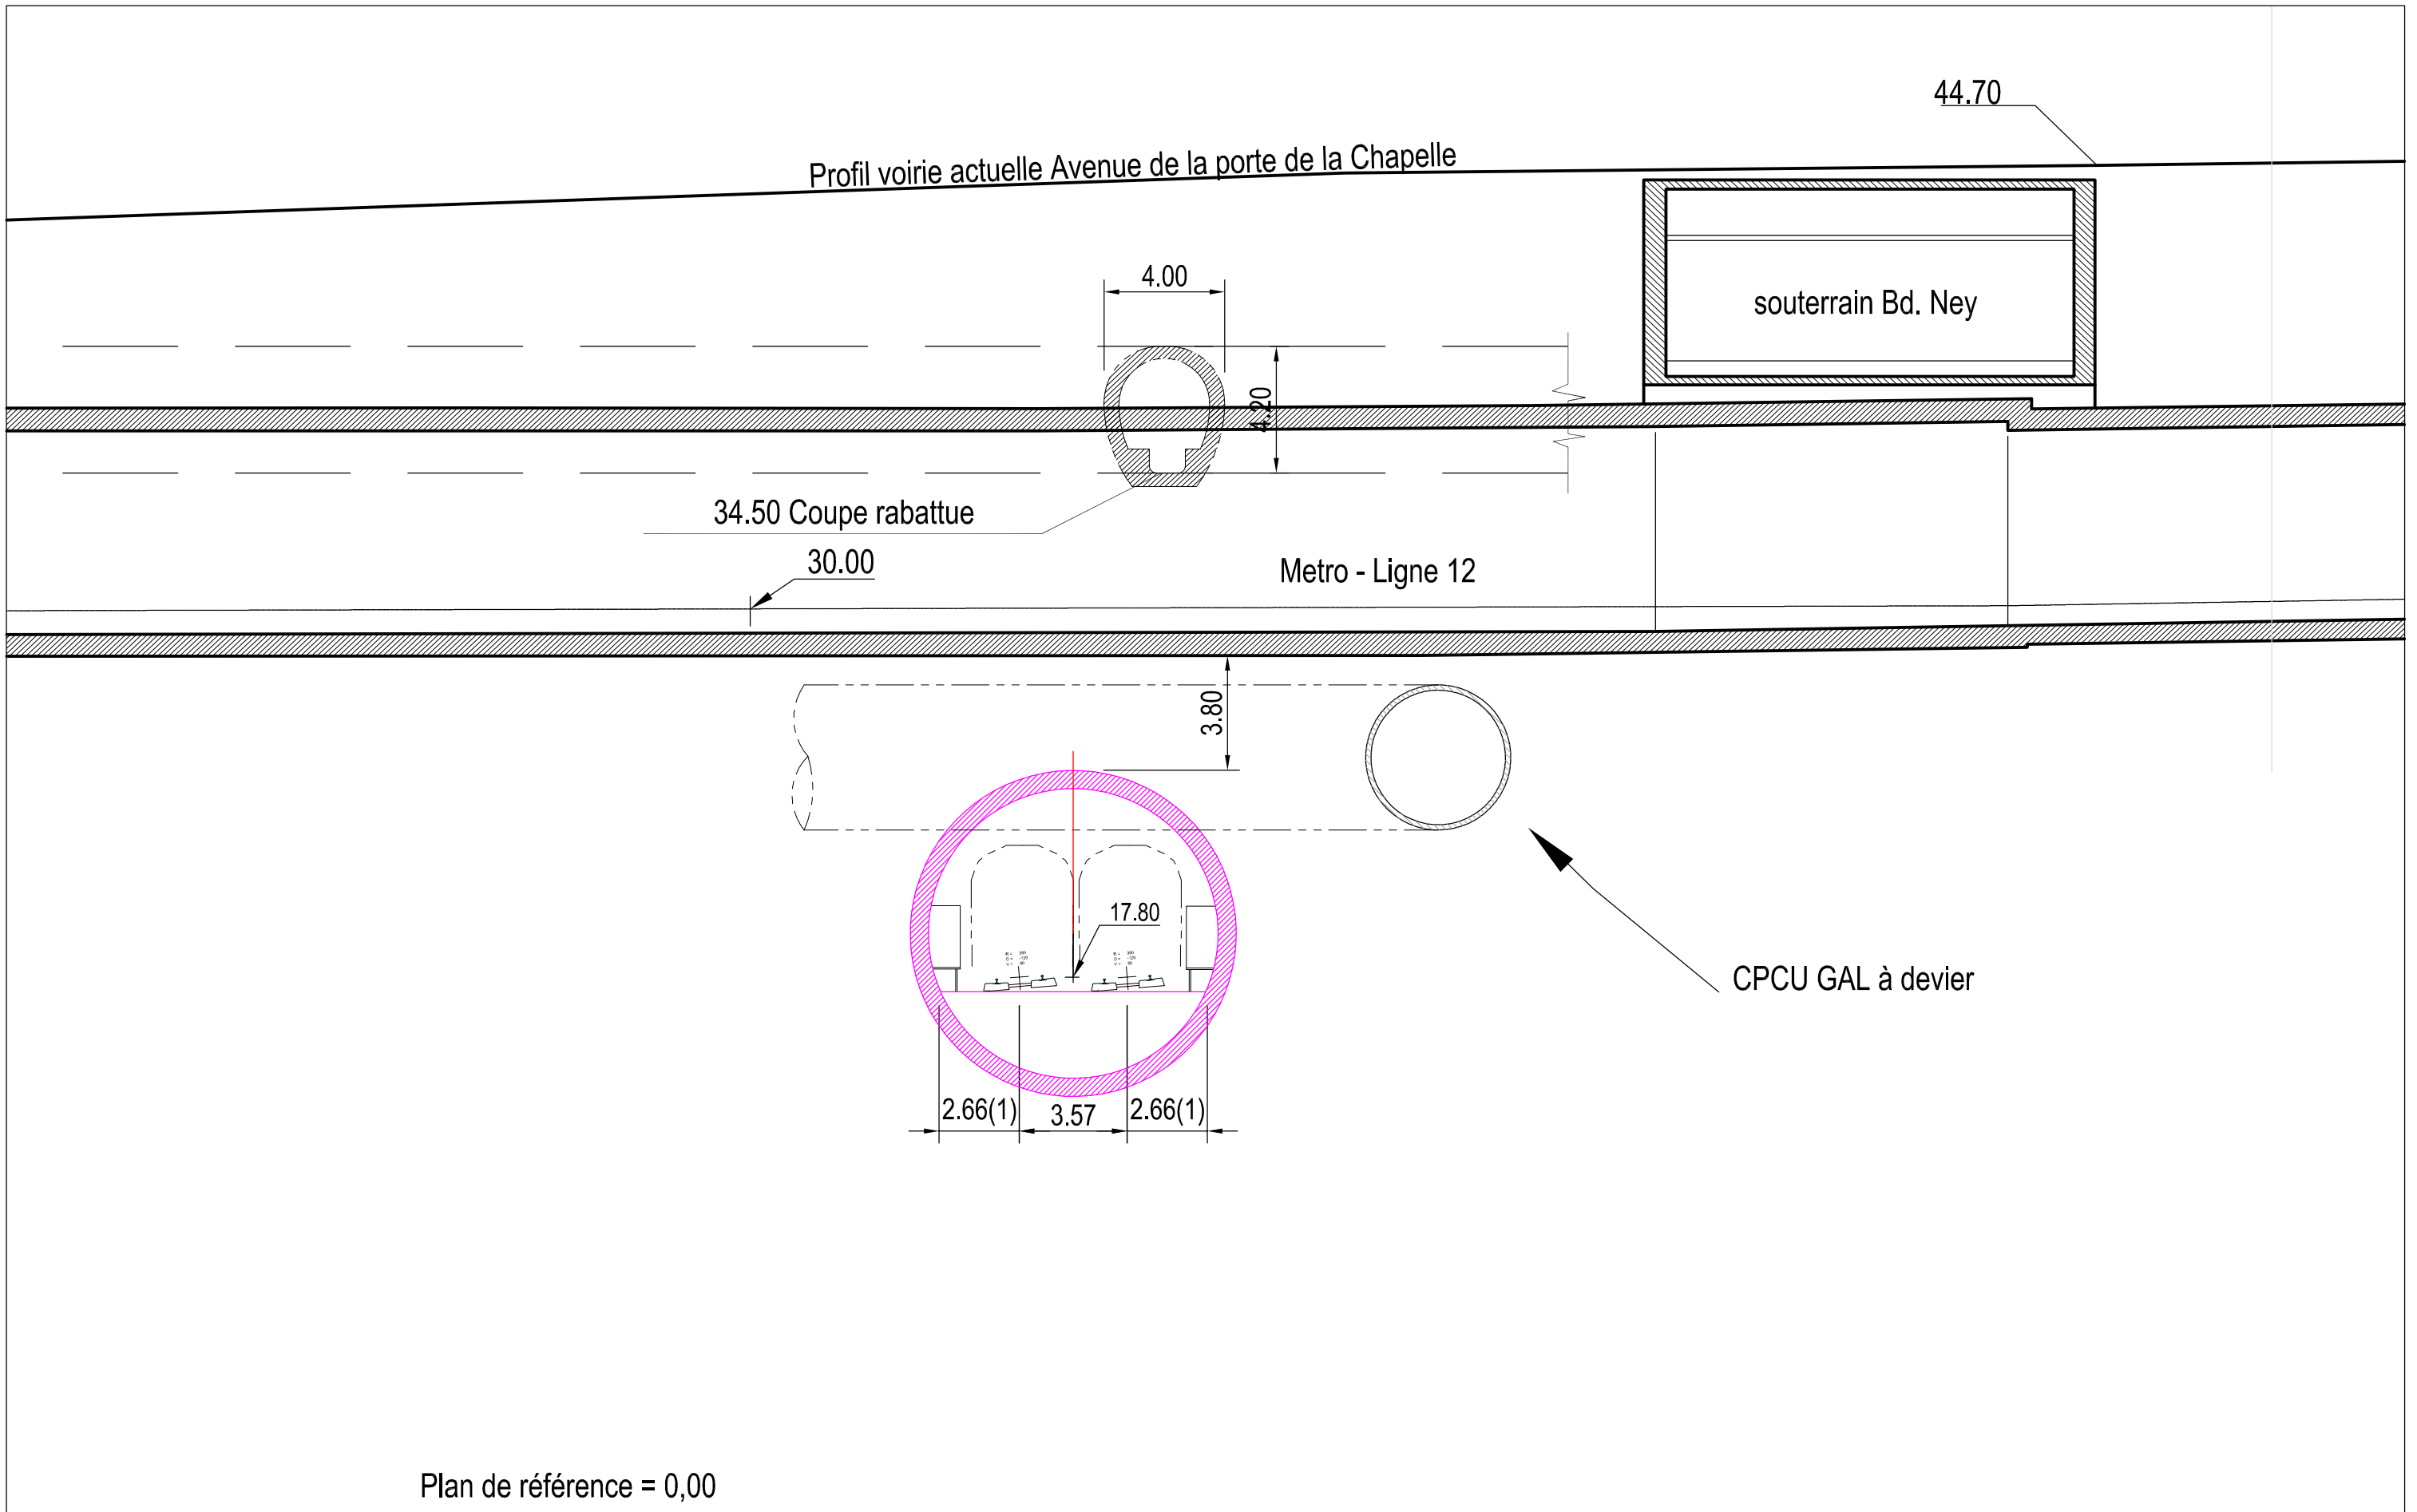 44.70
Profil voirie actuelle Avenue de la porte de la Chapelle
4.00
souterrain Bd. Ney
4.20
34.50 Coupe rabattue
30.00
Metro - Ligne 12
3.80
17.80
CPCU GAL à devier
2.66(1)
3.57
2.66(1)
Plan de référence = 0,00